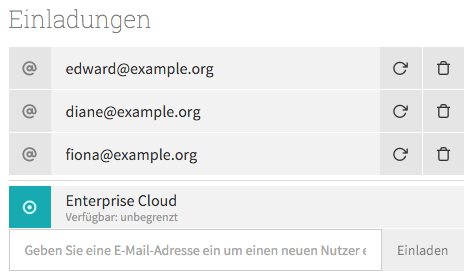 Einladungen
@ edward@example.org
@ diane@example.org
@ fiona@example.org
Enterprise Cloud
Verfügbar: unbegrenzt
Geben Sie eine E-Mail-Adresse ein um einen neuen Nutzer e Einladen